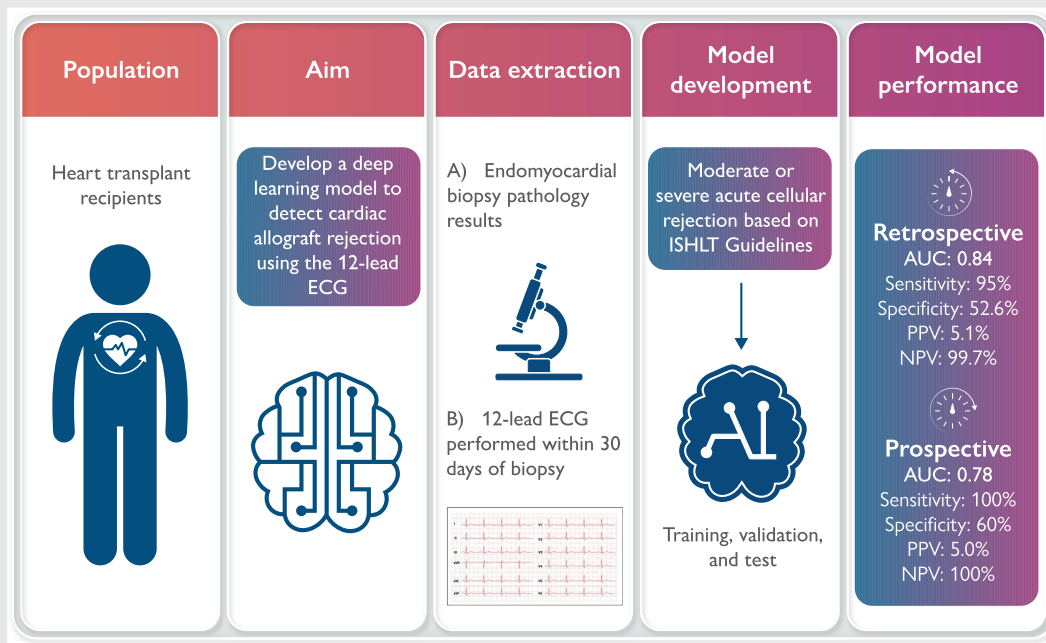 Population
Heart transplant
recipients
Aim
Develop a deep
learning model to
detect cardiac
allograft rejection
using the 12-lead
ECG
Data extraction
A) Endomyocardial
biopsy pathology
results
B) 12-lead ECG
performed within 30
days of biopsy
Model
development
Moderate or
severe acute cellular
rejection based on
ISHLT Guidelines
AI
Training, validation,
and test
Model
performance
Retrospective
AUC: 0.84
Sensitivity: 95%
Specificity: 52.6%
PPV: 5.1%
NPV: 99.7%
Prospective
AUC: 0.78
Sensitivity: 100%
Specificity: 60%
PPV: 5.0%
NPV: 100%